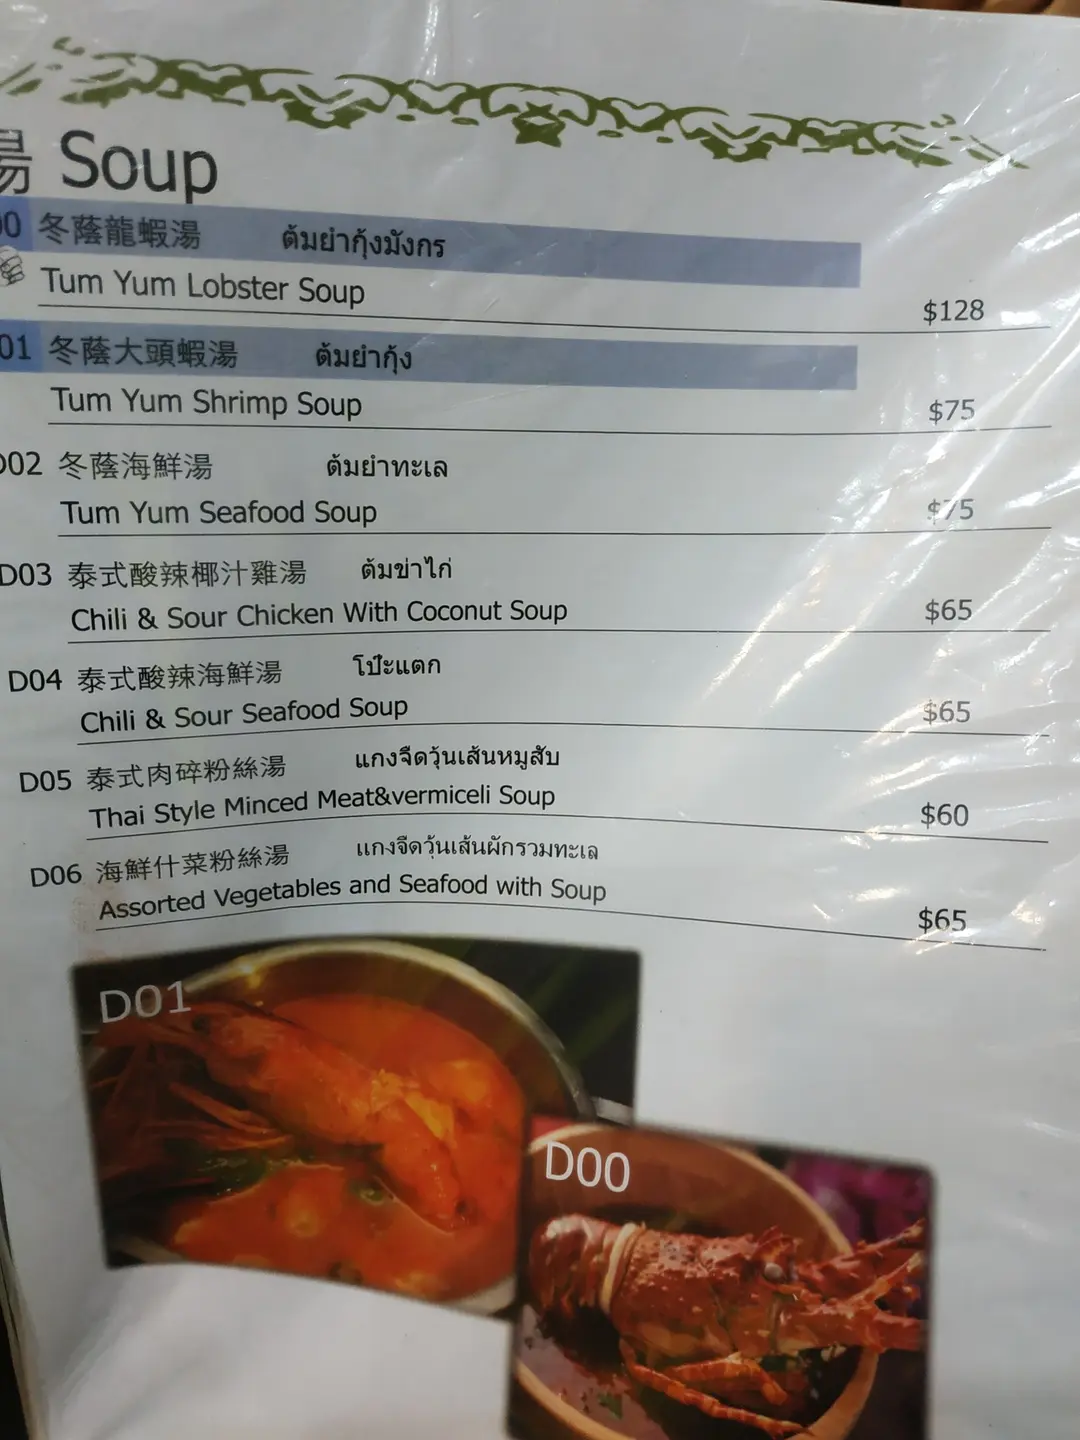 湯 Soup
00 冬蔭龍蝦湯 ต้มยำกุ้งมังกร
Tum Yum Lobster Soup $128
01 冬蔭大頭蝦湯 ต้มยำกุ้ง
Tum Yum Shrimp Soup $75
D02 冬蔭海鮮湯 ต้มยำทะเล
Tum Yum Seafood Soup $75
D03 泰式酸辣椰汁雞湯 ต้มข่าไก่
Chili & Sour Chicken With Coconut Soup $65
D04 泰式酸辣海鮮湯 โป๊ะแตก
Chili & Sour Seafood Soup $65
D05 泰式肉碎粉絲湯 แกงจืดวุ้นเส้นหมูสับ
Thai Style Minced Meat&vermiceli Soup $60
D06 海鮮什菜粉絲湯 แกงจืดวุ้นเส้นผักรวมทะเล
Assorted Vegetables and Seafood with Soup $65
D01
D00